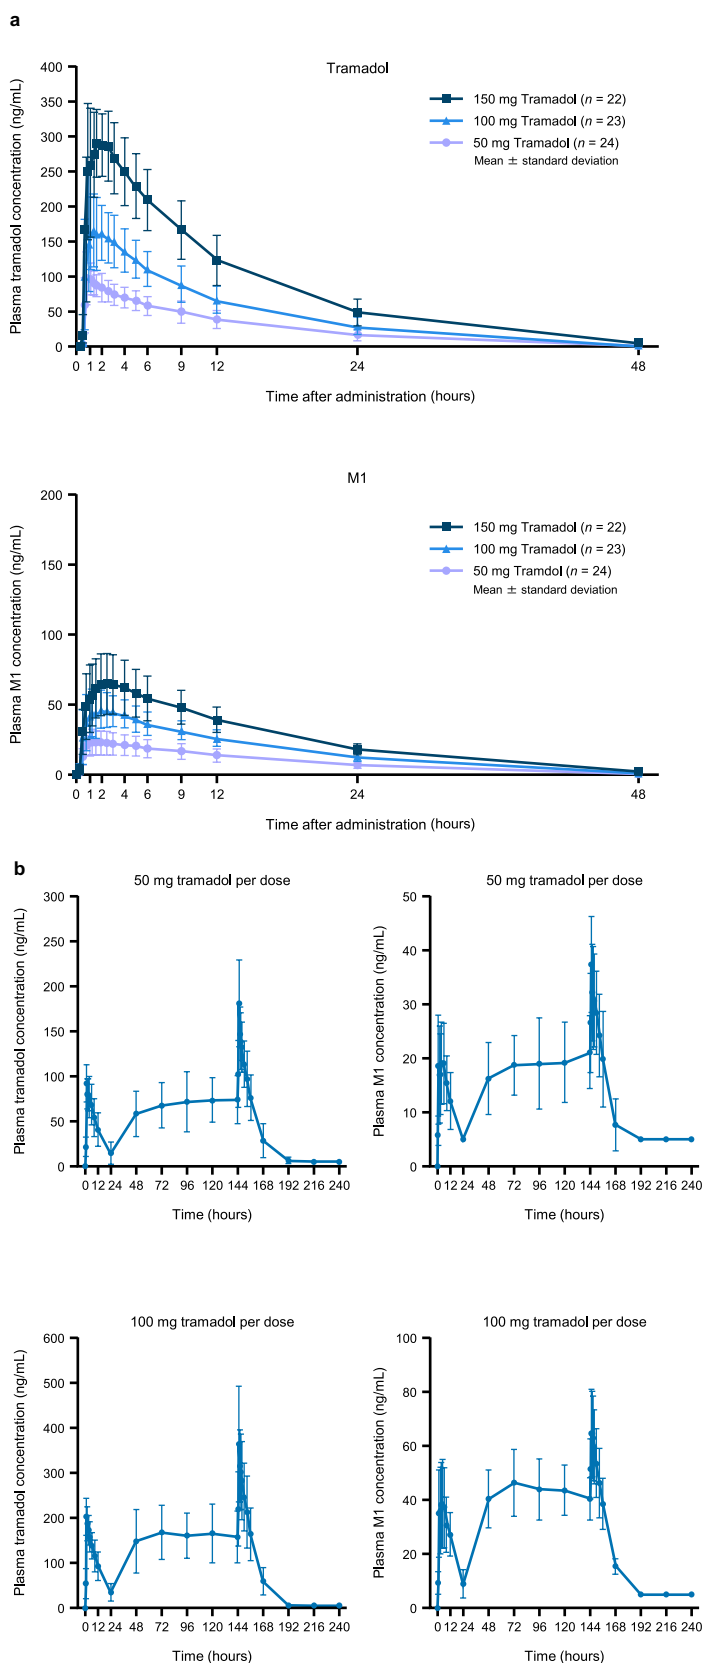 a
Tramadol
Plasma tramadol concentration (ng/mL)
400
350
300
250
200
150
100
50
0
150 mg Tramadol (n = 22)
100 mg Tramadol (n = 23)
50 mg Tramadol (n = 24)
Mean ± standard deviation
0 1 2 4 6 9 12 24 48
Time after administration (hours)
M1
Plasma M1 concentration (ng/mL)
200
150
100
50
0
150 mg Tramadol (n = 22)
100 mg Tramadol (n = 23)
50 mg Tramdol (n = 24)
Mean ± standard deviation
0 1 2 4 6 9 12 24 48
Time after administration (hours)
b
50 mg tramadol per dose
Plasma tramadol concentration (ng/mL)
300
250
200
150
100
50
0
0 12 24 48 72 96 120 144 168 192 216 240
Time (hours)
50 mg tramadol per dose
Plasma M1 concentration (ng/mL)
50
40
30
20
10
0
0 12 24 48 72 96 120 144 168 192 216 240
Time (hours)
100 mg tramadol per dose
Plasma tramadol concentration (ng/mL)
600
500
400
300
200
100
0
0 12 24 48 72 96 120 144 168 192 216 240
Time (hours)
100 mg tramadol per dose
Plasma M1 concentration (ng/mL)
100
80
60
40
20
0
0 12 24 48 72 96 120 144 168 192 216 240
Time (hours)